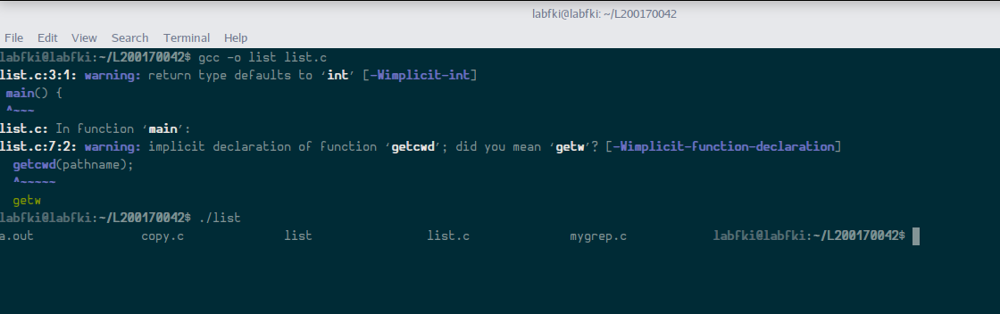 labfki@labfki: ~/L200170042
File Edit View Search Terminal Help
labfki@labfki:~/L200170042$ gcc -o list list.c
list.c:3:1: warning: return type defaults to ‘int’ [-Wimplicit-int]
main() {
^~~~
list.c: In function ‘main’:
list.c:7:2: warning: implicit declaration of function ‘getcwd’; did you mean ‘getw’? [-Wimplicit-function-declaration]
getcwd(pathname);
^~~~~~
getw
labfki@labfki:~/L200170042$ ./list
a.out copy.c list list.c mygrep.c labfki@labfki:~/L200170042$